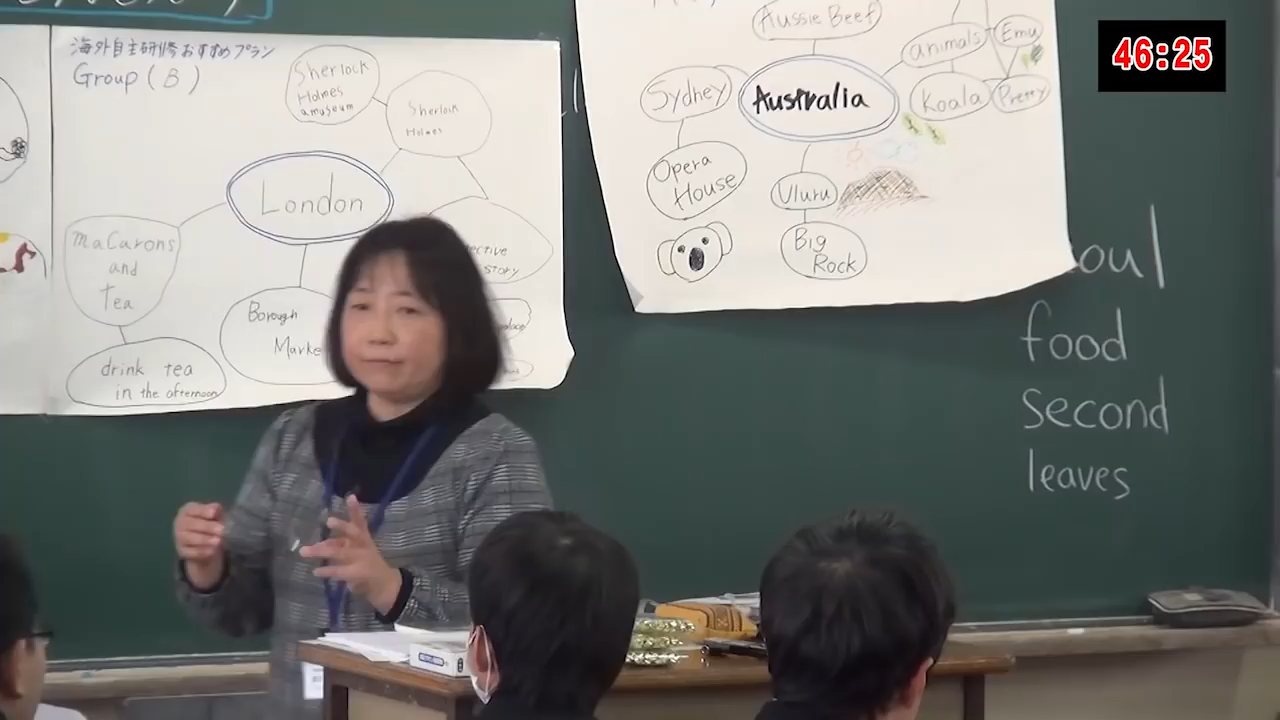 海外自主研修おすすめプラン
Group (B)
Sherlock
Holmes
amuseum
Sherlock
Holmes
London
macarons
and
Tea
drink tea
in the afternoon
Borough
story
Aussie Beef
animals
Emu
Sydney
Australia
Koala
Pretty
Opera
House
Uluru
Big
Rock
food
second
leaves
46:25